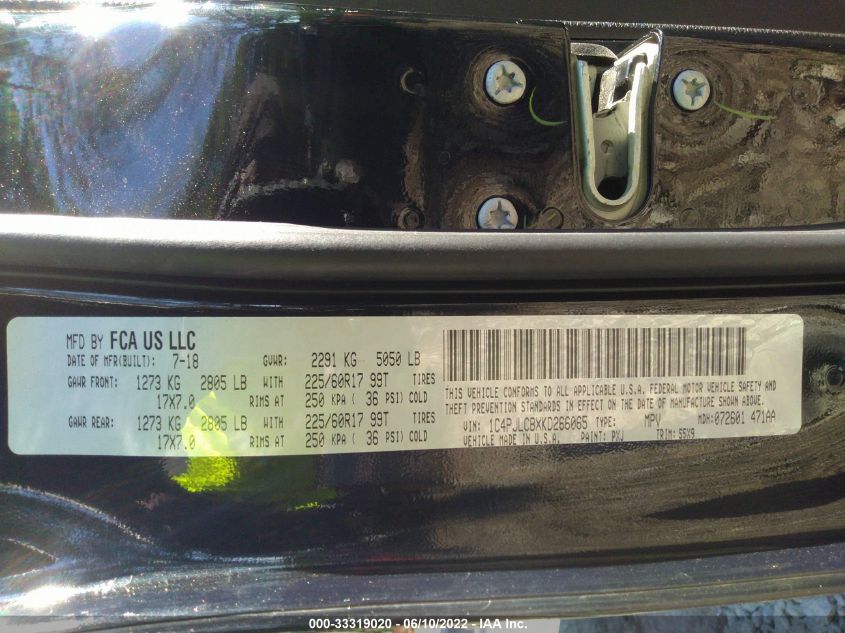 MFD BY FCA US LLC
DATE OF MFR(BUILT): 7-18 GVWR: 2291 KG 5050 LB
GAWR FRONT: 1273 KG 2805 LB WITH 225/60R17 99T TIRES
17X7.0 RIMS AT 250 KPA ( 36 PSI) COLD
GAWR REAR: 1273 KG 2805 LB WITH 225/60R17 99T TIRES
17X7.0 RIMS AT 250 KPA ( 36 PSI) COLD
THIS VEHICLE CONFORMS TO ALL APPLICABLE U.S.A. FEDERAL MOTOR VEHICLE SAFETY AND
THEFT PREVENTION STANDARDS IN EFFECT ON THE DATE OF MANUFACTURE SHOWN ABOVE.
VIN: 1C4PJLCBXKD266065 TYPE: MPV MDH:072601 471AA
VEHICLE MADE IN U.S.A. PAINT: PXJ TRIM: S5X9
000-33319020 - 06/10/2022 - 1A - IAA Inc.